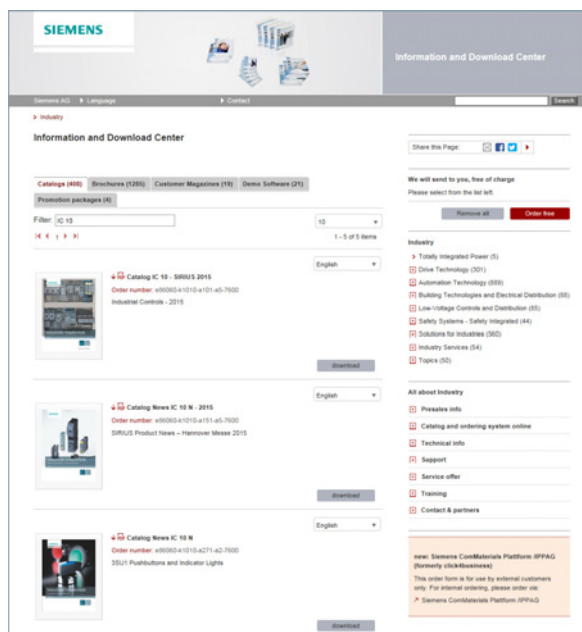 SIEMENS
Information and Download Center
Siemens AG Language Contact Search
Industry
Information and Download Center
Catalogs (408) Brochures (1285) Customer Magazines (19) Demo Software (21)
Promotion packages (4)
Filter: IC 10
10
1
1 - 5 of 5 items
English
Catalog IC 10 - SIRIUS 2015
Order number: e86060-k1010-a101-a5-7600
Industrial Controls - 2015
download
English
Catalog News IC 10 N - 2015
Order number: e86060-k1010-a151-a5-7600
SIRIUS Product News – Hannover Messe 2015
download
English
Catalog News IC 10 N
Order number: e86060-k1010-a271-a2-7600
3SU1 Pushbuttons and Indicator Lights
download
Share this Page:
We will send to you, free of charge
Please select from the list left.
Remove all Order free
Industry
Totally Integrated Power (5)
Drive Technology (301)
Automation Technology (889)
Building Technologies and Electrical Distribution (88)
Low-Voltage Controls and Distribution (85)
Safety Systems - Safety Integrated (44)
Solutions for Industries (560)
Industry Services (54)
Topics (50)
All about Industry
Presales info
Catalog and ordering system online
Technical info
Support
Service offer
Training
Contact & partners
new: Siemens ComMaterials Plattform /IPPAG
(formerly click4business)
This order form is for use by external customers
only. For internal ordering, please order via:
Siemens ComMaterials Plattform /IPPAG